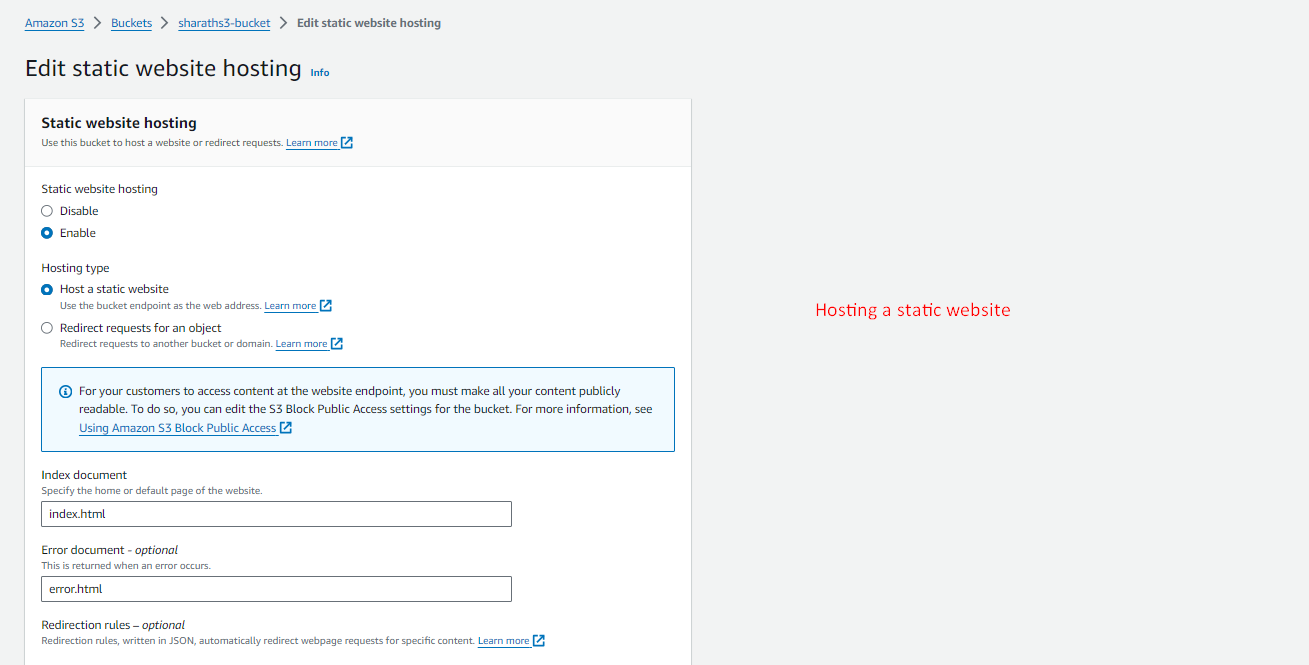 Amazon S3 > Buckets > sharaths3-bucket > Edit static website hosting
Edit static website hosting Info
Static website hosting
Use this bucket to host a website or redirect requests. Learn more
Static website hosting
Disable
Enable
Hosting type
Host a static website
Use the bucket endpoint as the web address. Learn more
Hosting a static website
Redirect requests for an object
Redirect requests to another bucket or domain. Learn more
For your customers to access content at the website endpoint, you must make all your content publicly
readable. To do so, you can edit the S3 Block Public Access settings for the bucket. For more information, see
Using Amazon S3 Block Public Access
Index document
Specify the home or default page of the website.
index.html
Error document - optional
This is returned when an error occurs.
error.html
Redirection rules – optional
Redirection rules, written in JSON, automatically redirect webpage requests for specific content. Learn more